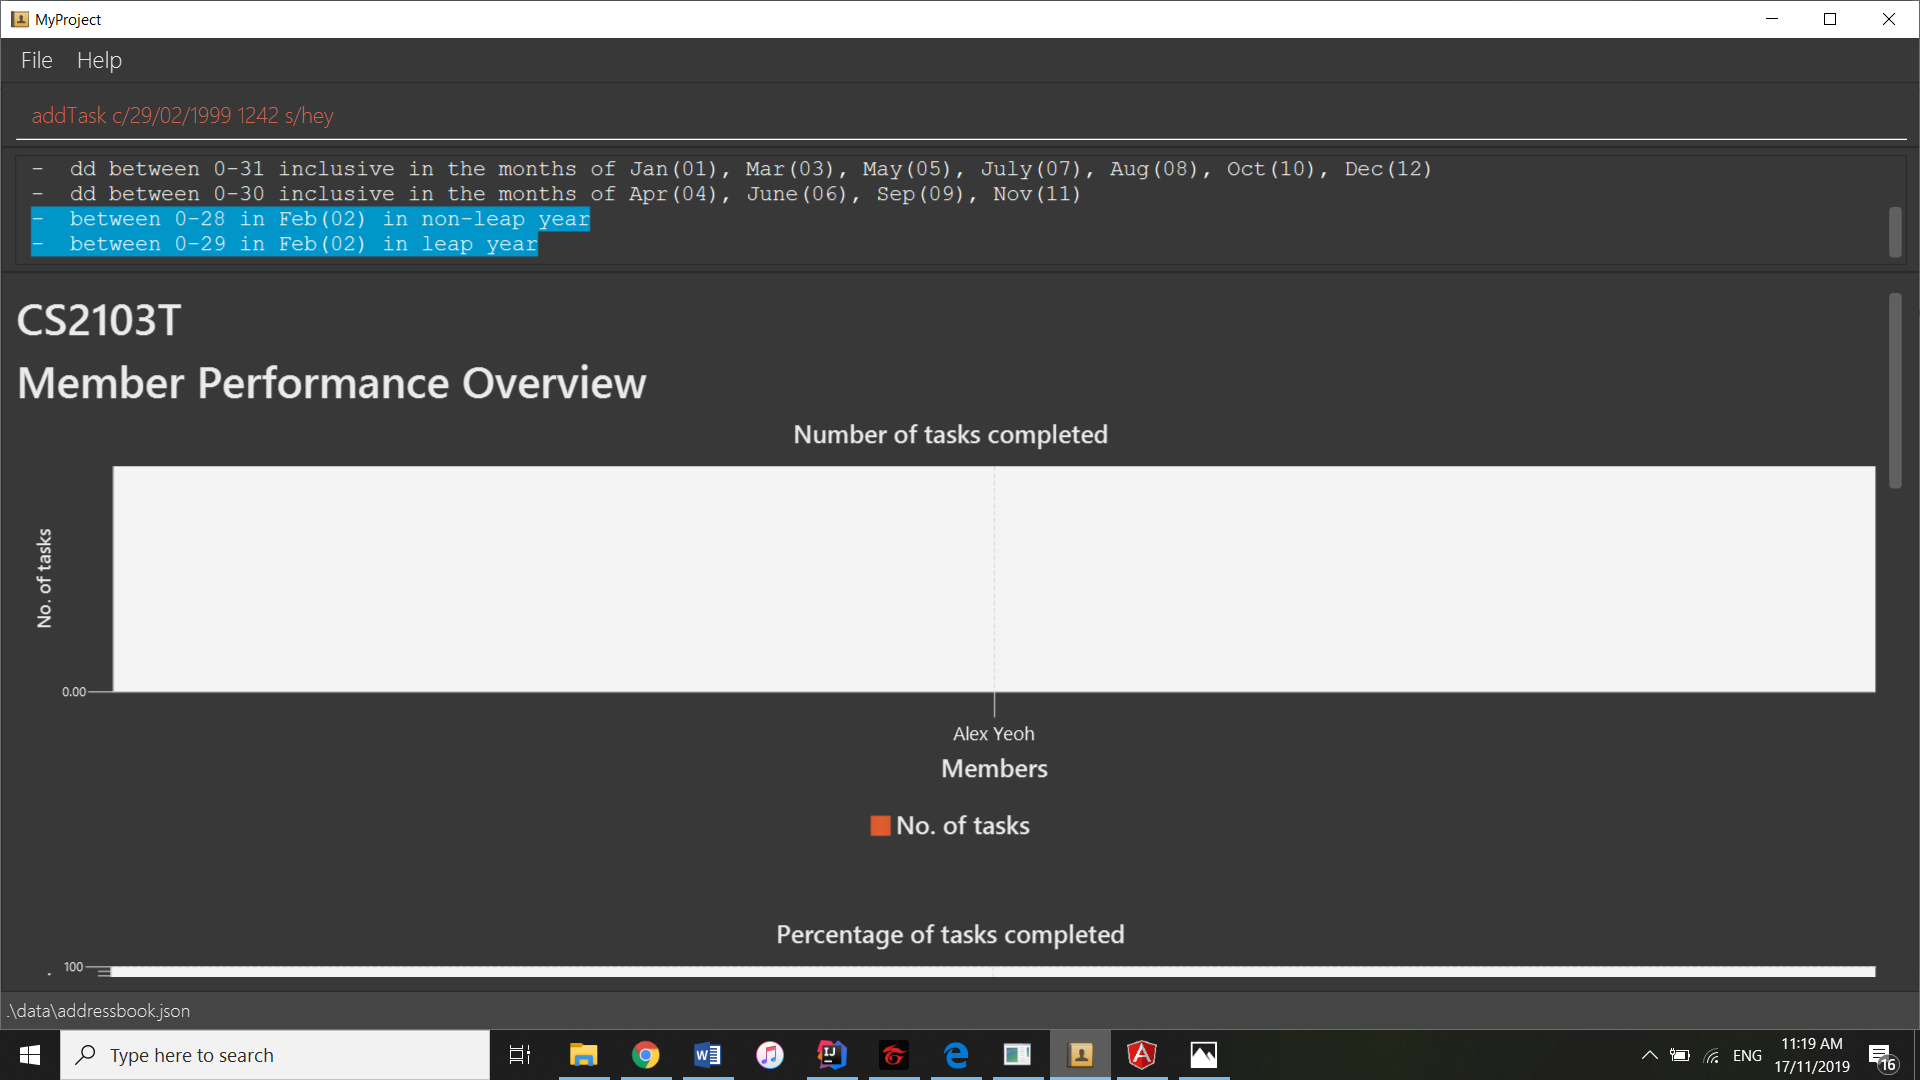 MyProject
File Help
addTask c/29/02/1999 1242 s/hey
- dd between 0-31 inclusive in the months of Jan(01), Mar(03), May(05), July(07), Aug(08), Oct(10), Dec(12)
- dd between 0-30 inclusive in the months of Apr(04), June(06), Sep(09), Nov(11)
- between 0-28 in Feb(02) in non-leap year
- between 0-29 in Feb(02) in leap year
CS2103T
Member Performance Overview
Number of tasks completed
No. of tasks
0.00
Alex Yeoh
Members
No. of tasks
Percentage of tasks completed
100
.\data\addressbook.json
Type here to search
ENG
11:19 AM
17/11/2019
16